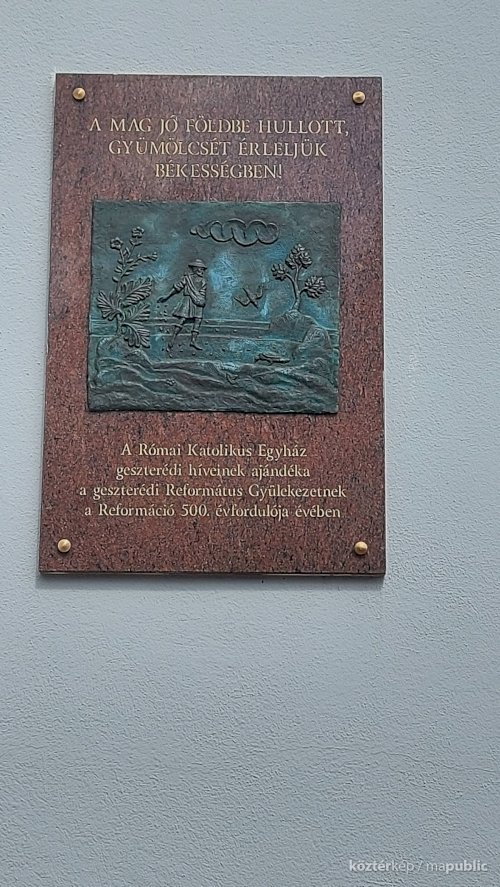 A MAG JÓ FÖLDBE HULLOTT,
GYÜMÖLCSÉT ÉRLELJÜK
BÉKESSÉGBEN!
A Római Katolikus Egyház
geszterédi híveinek ajándéka
a geszterédi Református Gyülekezetnek
a Reformáció 500. évfordulója évében
köztérkép / mapublic